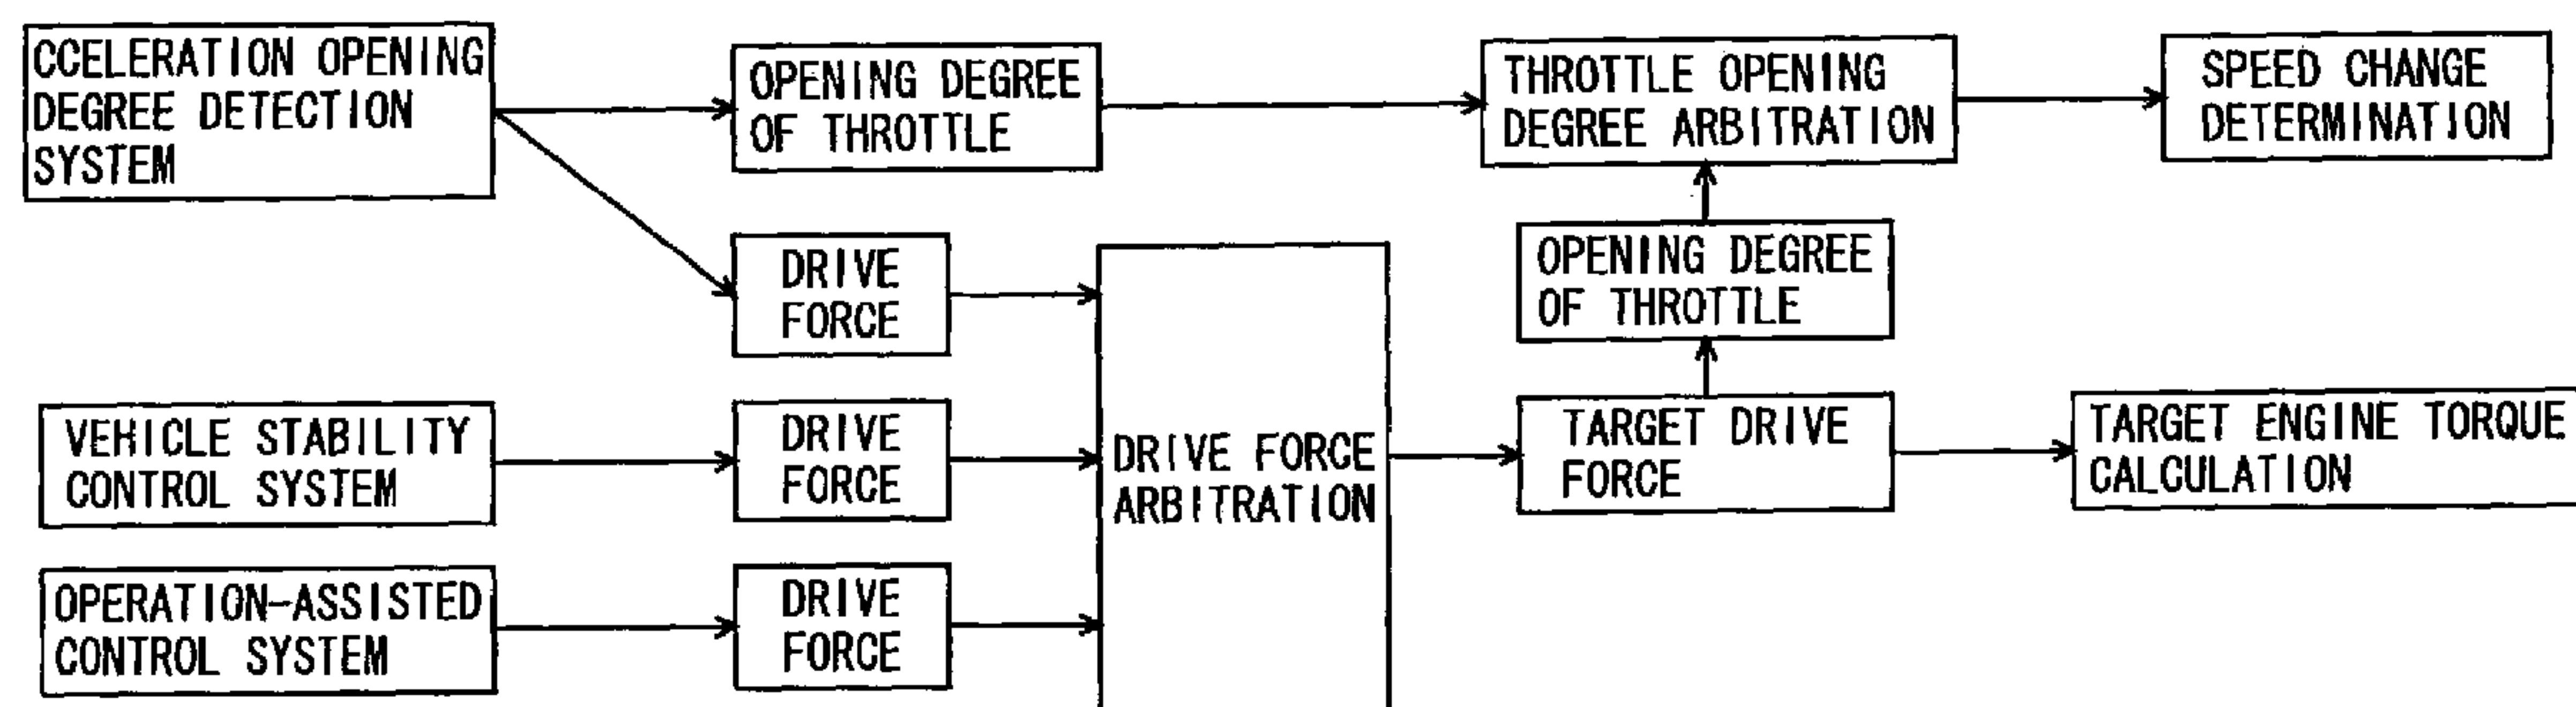 CCELERATION OPENING
DEGREE DETECTION
SYSTEM
OPENING DEGREE
OF THROTTLE
THROTTLE OPENING
DEGREE ARBITRATION
SPEED CHANGE
DETERMINATION
DRIVE
FORCE
OPENING DEGREE
OF THROTTLE
VEHICLE STABILITY
CONTROL SYSTEM
DRIVE
FORCE
DRIVE FORCE
ARBITRATION
TARGET DRIVE
FORCE
TARGET ENGINE TORQUE
CALCULATION
OPERATION-ASSISTED
CONTROL SYSTEM
DRIVE
FORCE